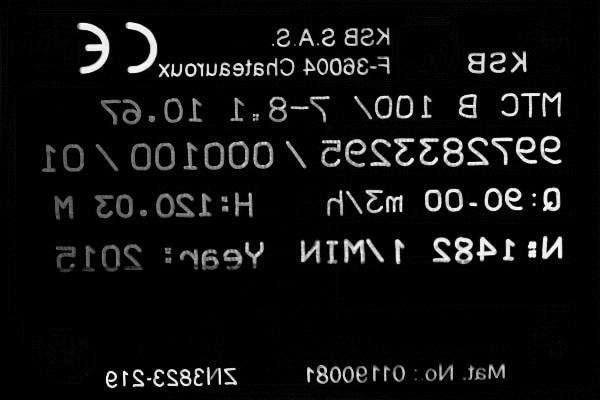 KSB S.A.S.
KSB F-36004 Chateauroux CE
MTC B 100/ 7-8.1 10.67
9972833295 / 000100 / 01
Q:90.00 m3/h H:120.03 M
N:1482 1/MIN Year: 2015
Mat. No.: 01190081 ZN3823-219